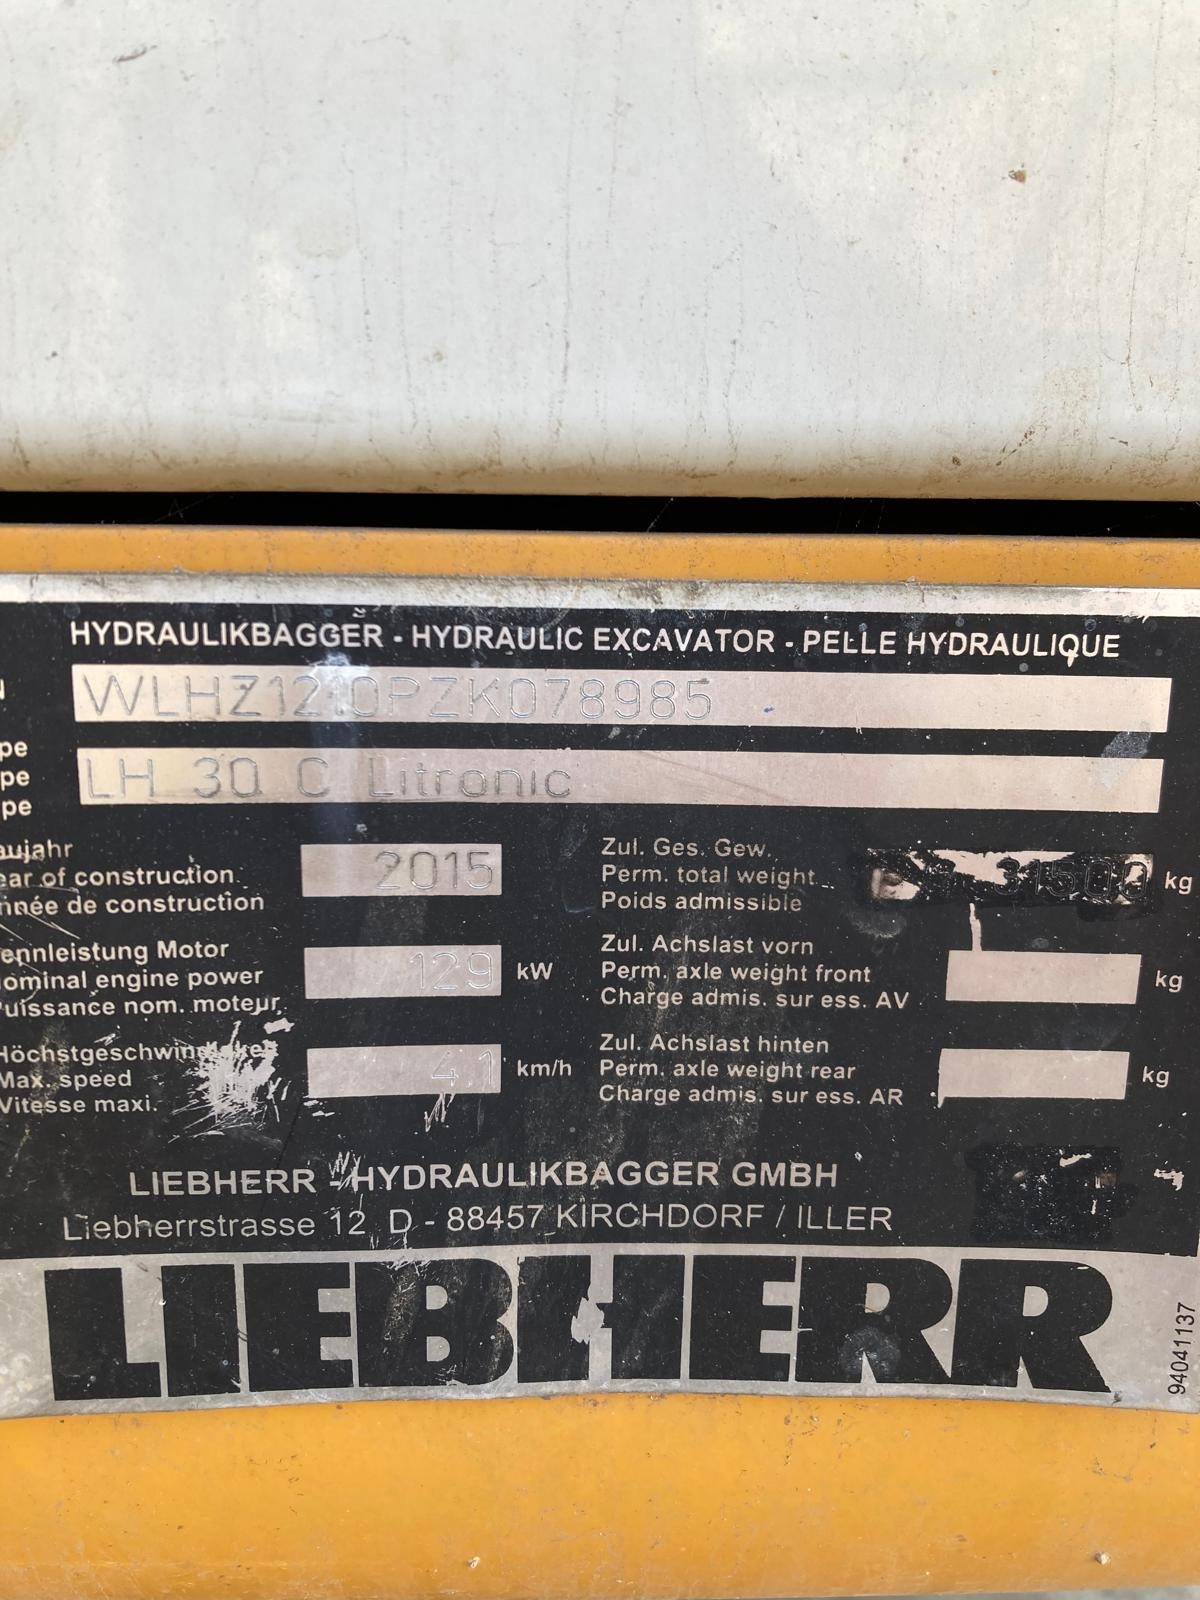 HYDRAULIKBAGGER - HYDRAULIC EXCAVATOR - PELLE HYDRAULIQUE
WLHZ1210PZK078985
LH 30 C Litronic
aujahr
ear of construction
nnée de construction
2015
Zul. Ges. Gew.
Perm. total weight
Poids admissible
31500 kg
ennleistung Motor
ominal engine power
uissance nom. moteur
129 kW
Zul. Achslast vorn
Perm. axle weight front
Charge admis. sur ess. AV
kg
Höchstgeschwindigkeit
Max. speed
Vitesse maxi.
4.1 km/h
Zul. Achslast hinten
Perm. axle weight rear
Charge admis. sur ess. AR
kg
LIEBHERR - HYDRAULIKBAGGER GMBH
Liebherrstrasse 12, D - 88457 KIRCHDORF / ILLER
LIEBHERR
94041137